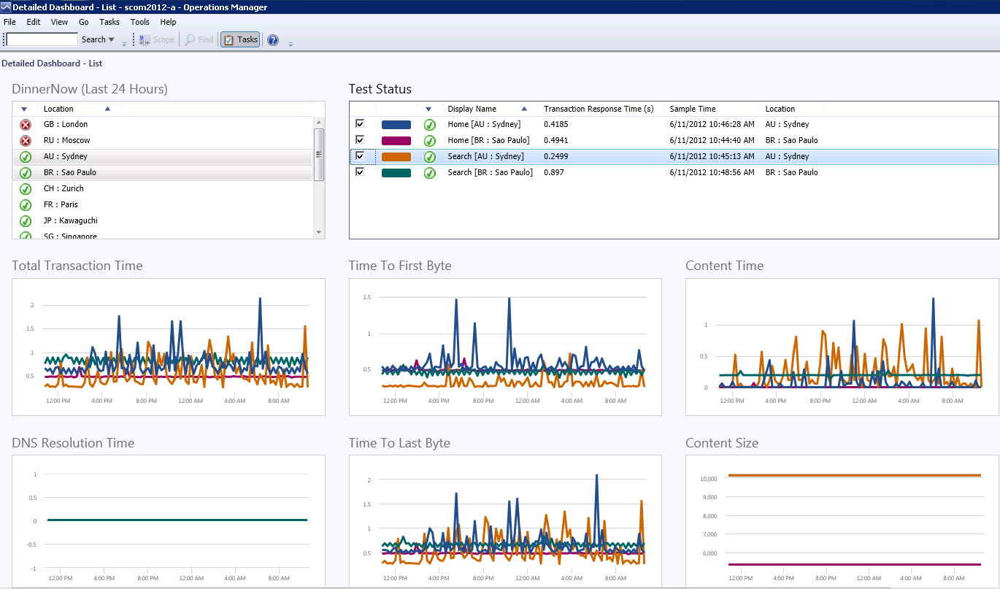 Detailed Dashboard - List - scom2012-a - Operations Manager
File Edit View Go Tasks Tools Help
Search Scope Find Tasks
Detailed Dashboard - List
DinnerNow (Last 24 Hours)
Location
GB : London
RU : Moscow
AU : Sydney
BR : Sao Paulo
CH : Zurich
FR : Paris
JP : Kawaguchi
SG : Singapore
Test Status
Display Name Transaction Response Time (s) Sample Time Location
Home [AU : Sydney] 0.4185 6/11/2012 10:46:28 AM AU : Sydney
Home [BR : Sao Paulo] 0.4941 6/11/2012 10:44:40 AM BR : Sao Paulo
Search [AU : Sydney] 0.2499 6/11/2012 10:45:13 AM AU : Sydney
Search [BR : Sao Paulo] 0.897 6/11/2012 10:48:56 AM BR : Sao Paulo
Total Transaction Time
2
1.5
1
0.5
12:00 PM 4:00 PM 8:00 PM 12:00 AM 4:00 AM 8:00 AM
Time To First Byte
1.5
1
0.5
12:00 PM 4:00 PM 8:00 PM 12:00 AM 4:00 AM 8:00 AM
Content Time
1
0.5
0
12:00 PM 4:00 PM 8:00 PM 12:00 AM 4:00 AM 8:00 AM
DNS Resolution Time
1
0.5
0
-0.5
-1
12:00 PM 4:00 PM 8:00 PM 12:00 AM 4:00 AM 8:00 AM
Time To Last Byte
2
1.5
1
0.5
12:00 PM 4:00 PM 8:00 PM 12:00 AM 4:00 AM 8:00 AM
Content Size
10,000
9,000
8,000
7,000
6,000
12:00 PM 4:00 PM 8:00 PM 12:00 AM 4:00 AM 8:00 AM